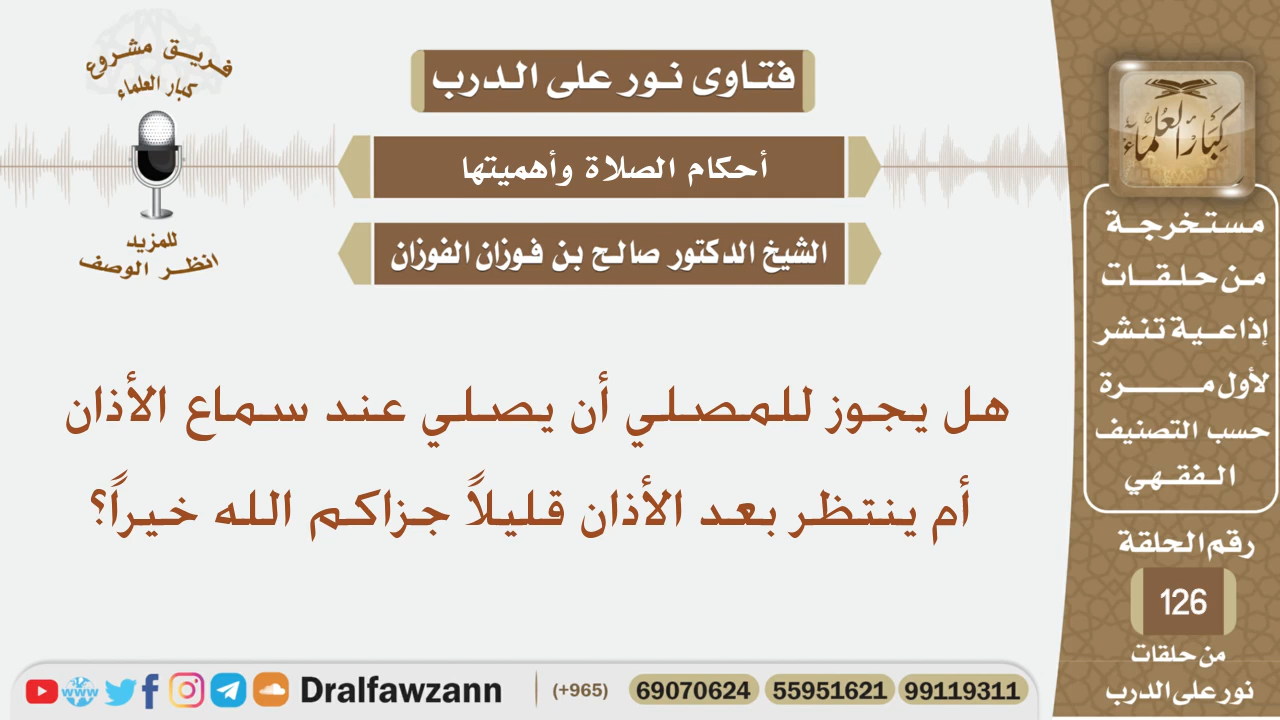 فريق مشروع
كبار العلماء
للمزيد
انظر الوصف
فتاوى نور على الدرب
أحكام الصلاة وأهميتها
الشيخ الدكتور صالح بن فوزان الفوزان
هل يجوز للمصلي أن يصلي عند سماع الأذان
أم ينتظر بعد الأذان قليلاً جزاكم الله خيراً؟
كبار العلماء
مستخرجة
من حلقات
إذاعية تنشر
لأول مرة
حسب التصنيف
الفقهي
رقم الحلقة
126
من حلقات
نور على الدرب
www
Dralfawzann
(+965)
69070624
55951621
99119311